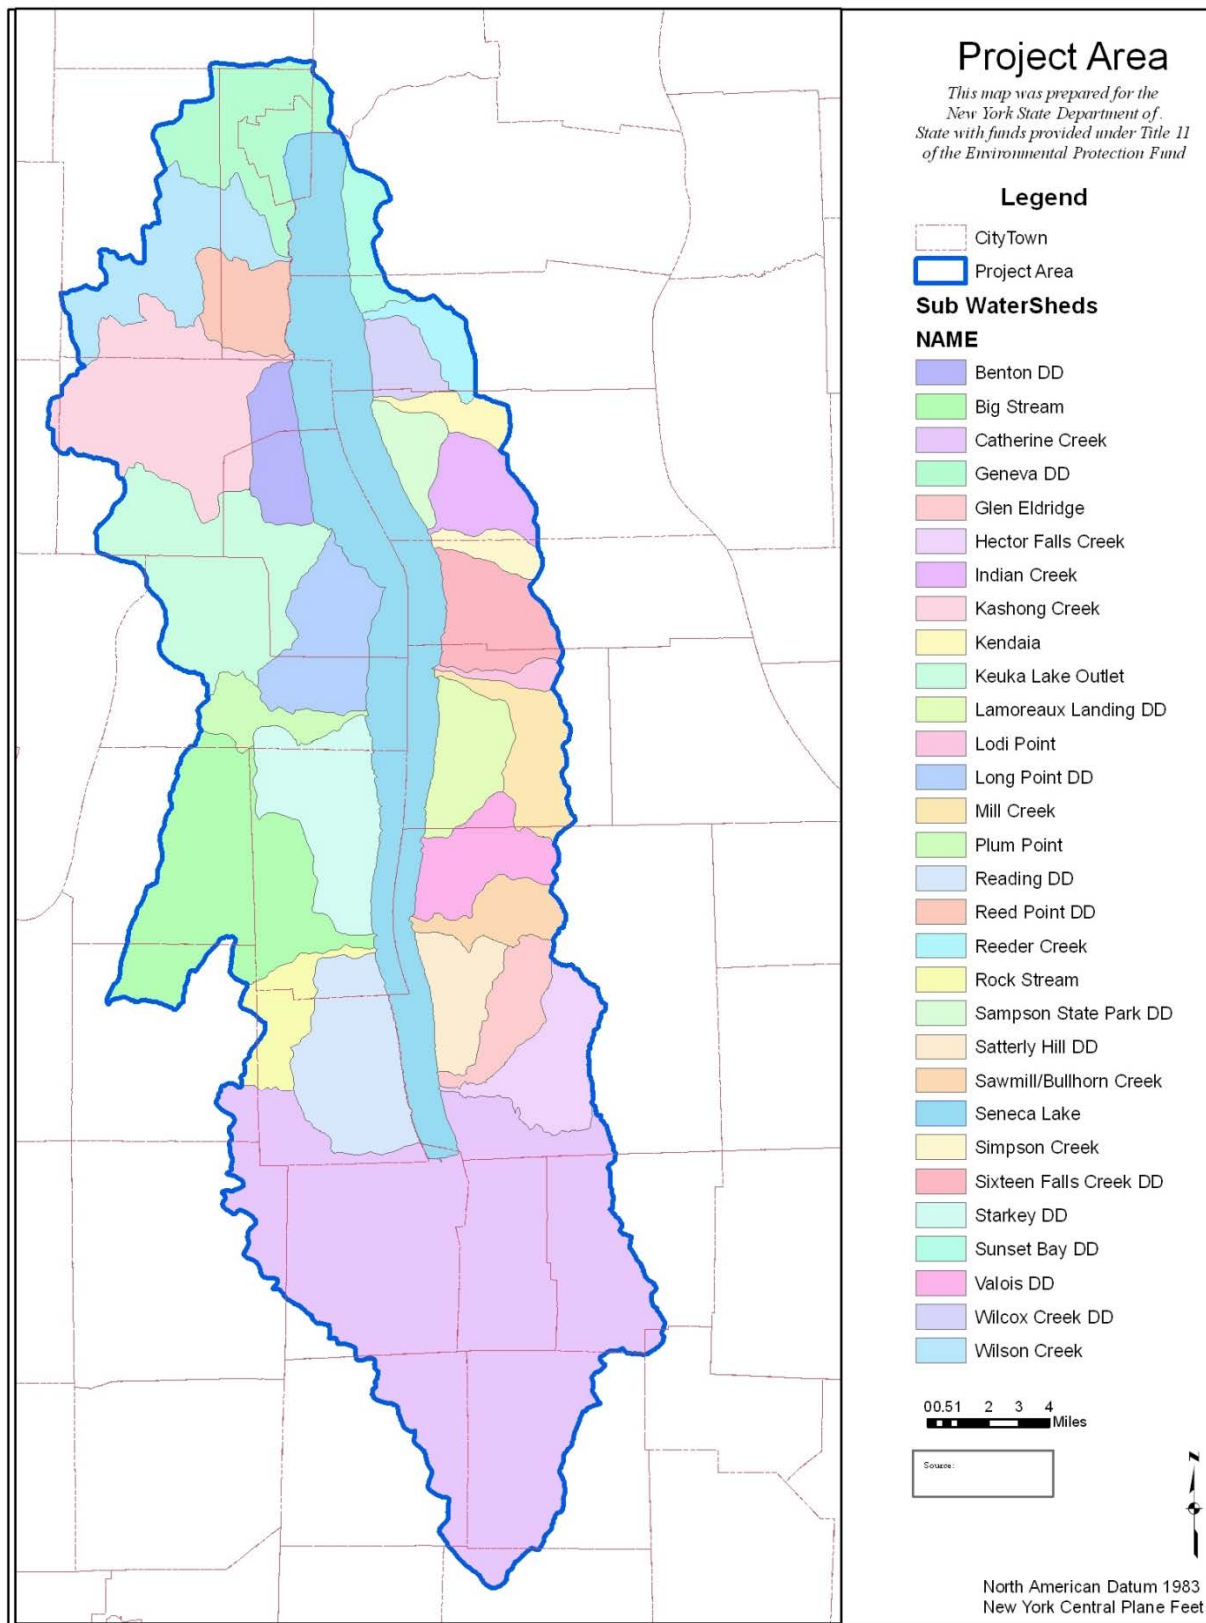 Project Area
This map was prepared for the
New York State Department of.
State with funds provided under Title 11
of the Environmental Protection Fund
Legend
CityTown
Project Area
Sub WaterSheds
NAME
Benton DD
Big Stream
Catherine Creek
Geneva DD
Glen Eldridge
Hector Falls Creek
Indian Creek
Kashong Creek
Kendaia
Keuka Lake Outlet
Lamoreaux Landing DD
Lodi Point
Long Point DD
Mill Creek
Plum Point
Reading DD
Reed Point DD
Reeder Creek
Rock Stream
Sampson State Park DD
Satterly Hill DD
Sawmill/Bullhorn Creek
Seneca Lake
Simpson Creek
Sixteen Falls Creek DD
Starkey DD
Sunset Bay DD
Valois DD
Wilcox Creek DD
Wilson Creek
00.51 2 3 4
Miles
Source:
N
North American Datum 1983
New York Central Plane Feet